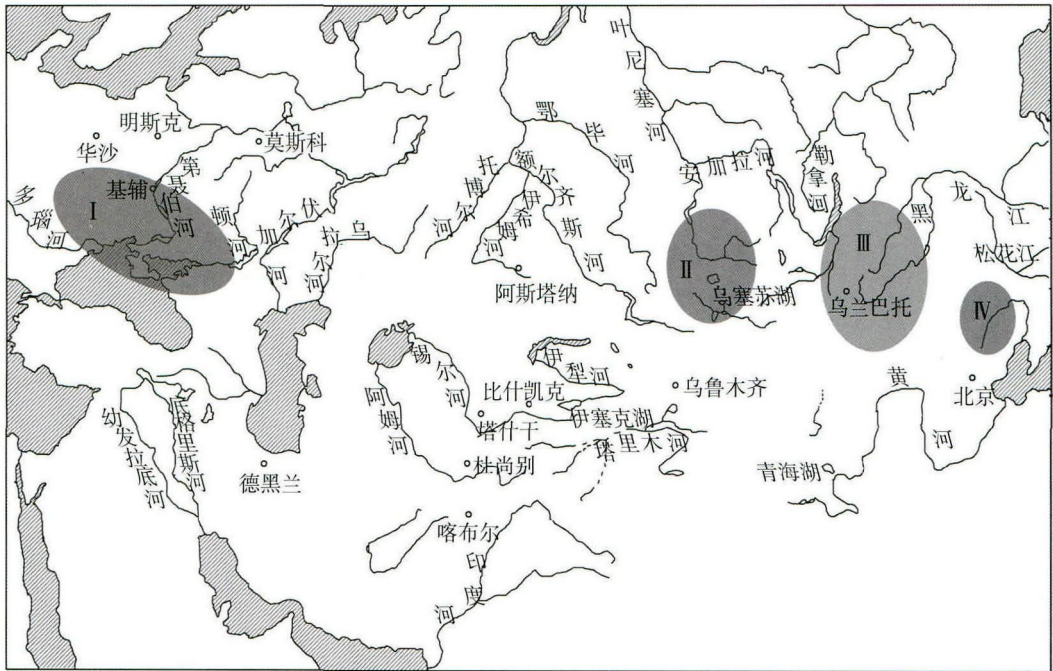 叶尼塞河
鄂毕河
明斯克
莫斯科
华沙
第聂伯河
基辅
多瑙河
Ⅰ
顿河
伏尔加河
乌拉尔河
托博尔河
额尔齐斯河
伊希姆河
安加拉河
勒拿河
黑龙江
松花江
Ⅱ
Ⅲ
Ⅳ
阿斯塔纳
乌塞苏湖
乌兰巴托
锡尔河
阿姆河
伊犁河
比什凯克
乌鲁木齐
黄河
北京
伊塞克湖
塔什干
塔里木河
幼发拉底河
底格里斯河
德黑兰
杜尚别
青海湖
喀布尔
印度河